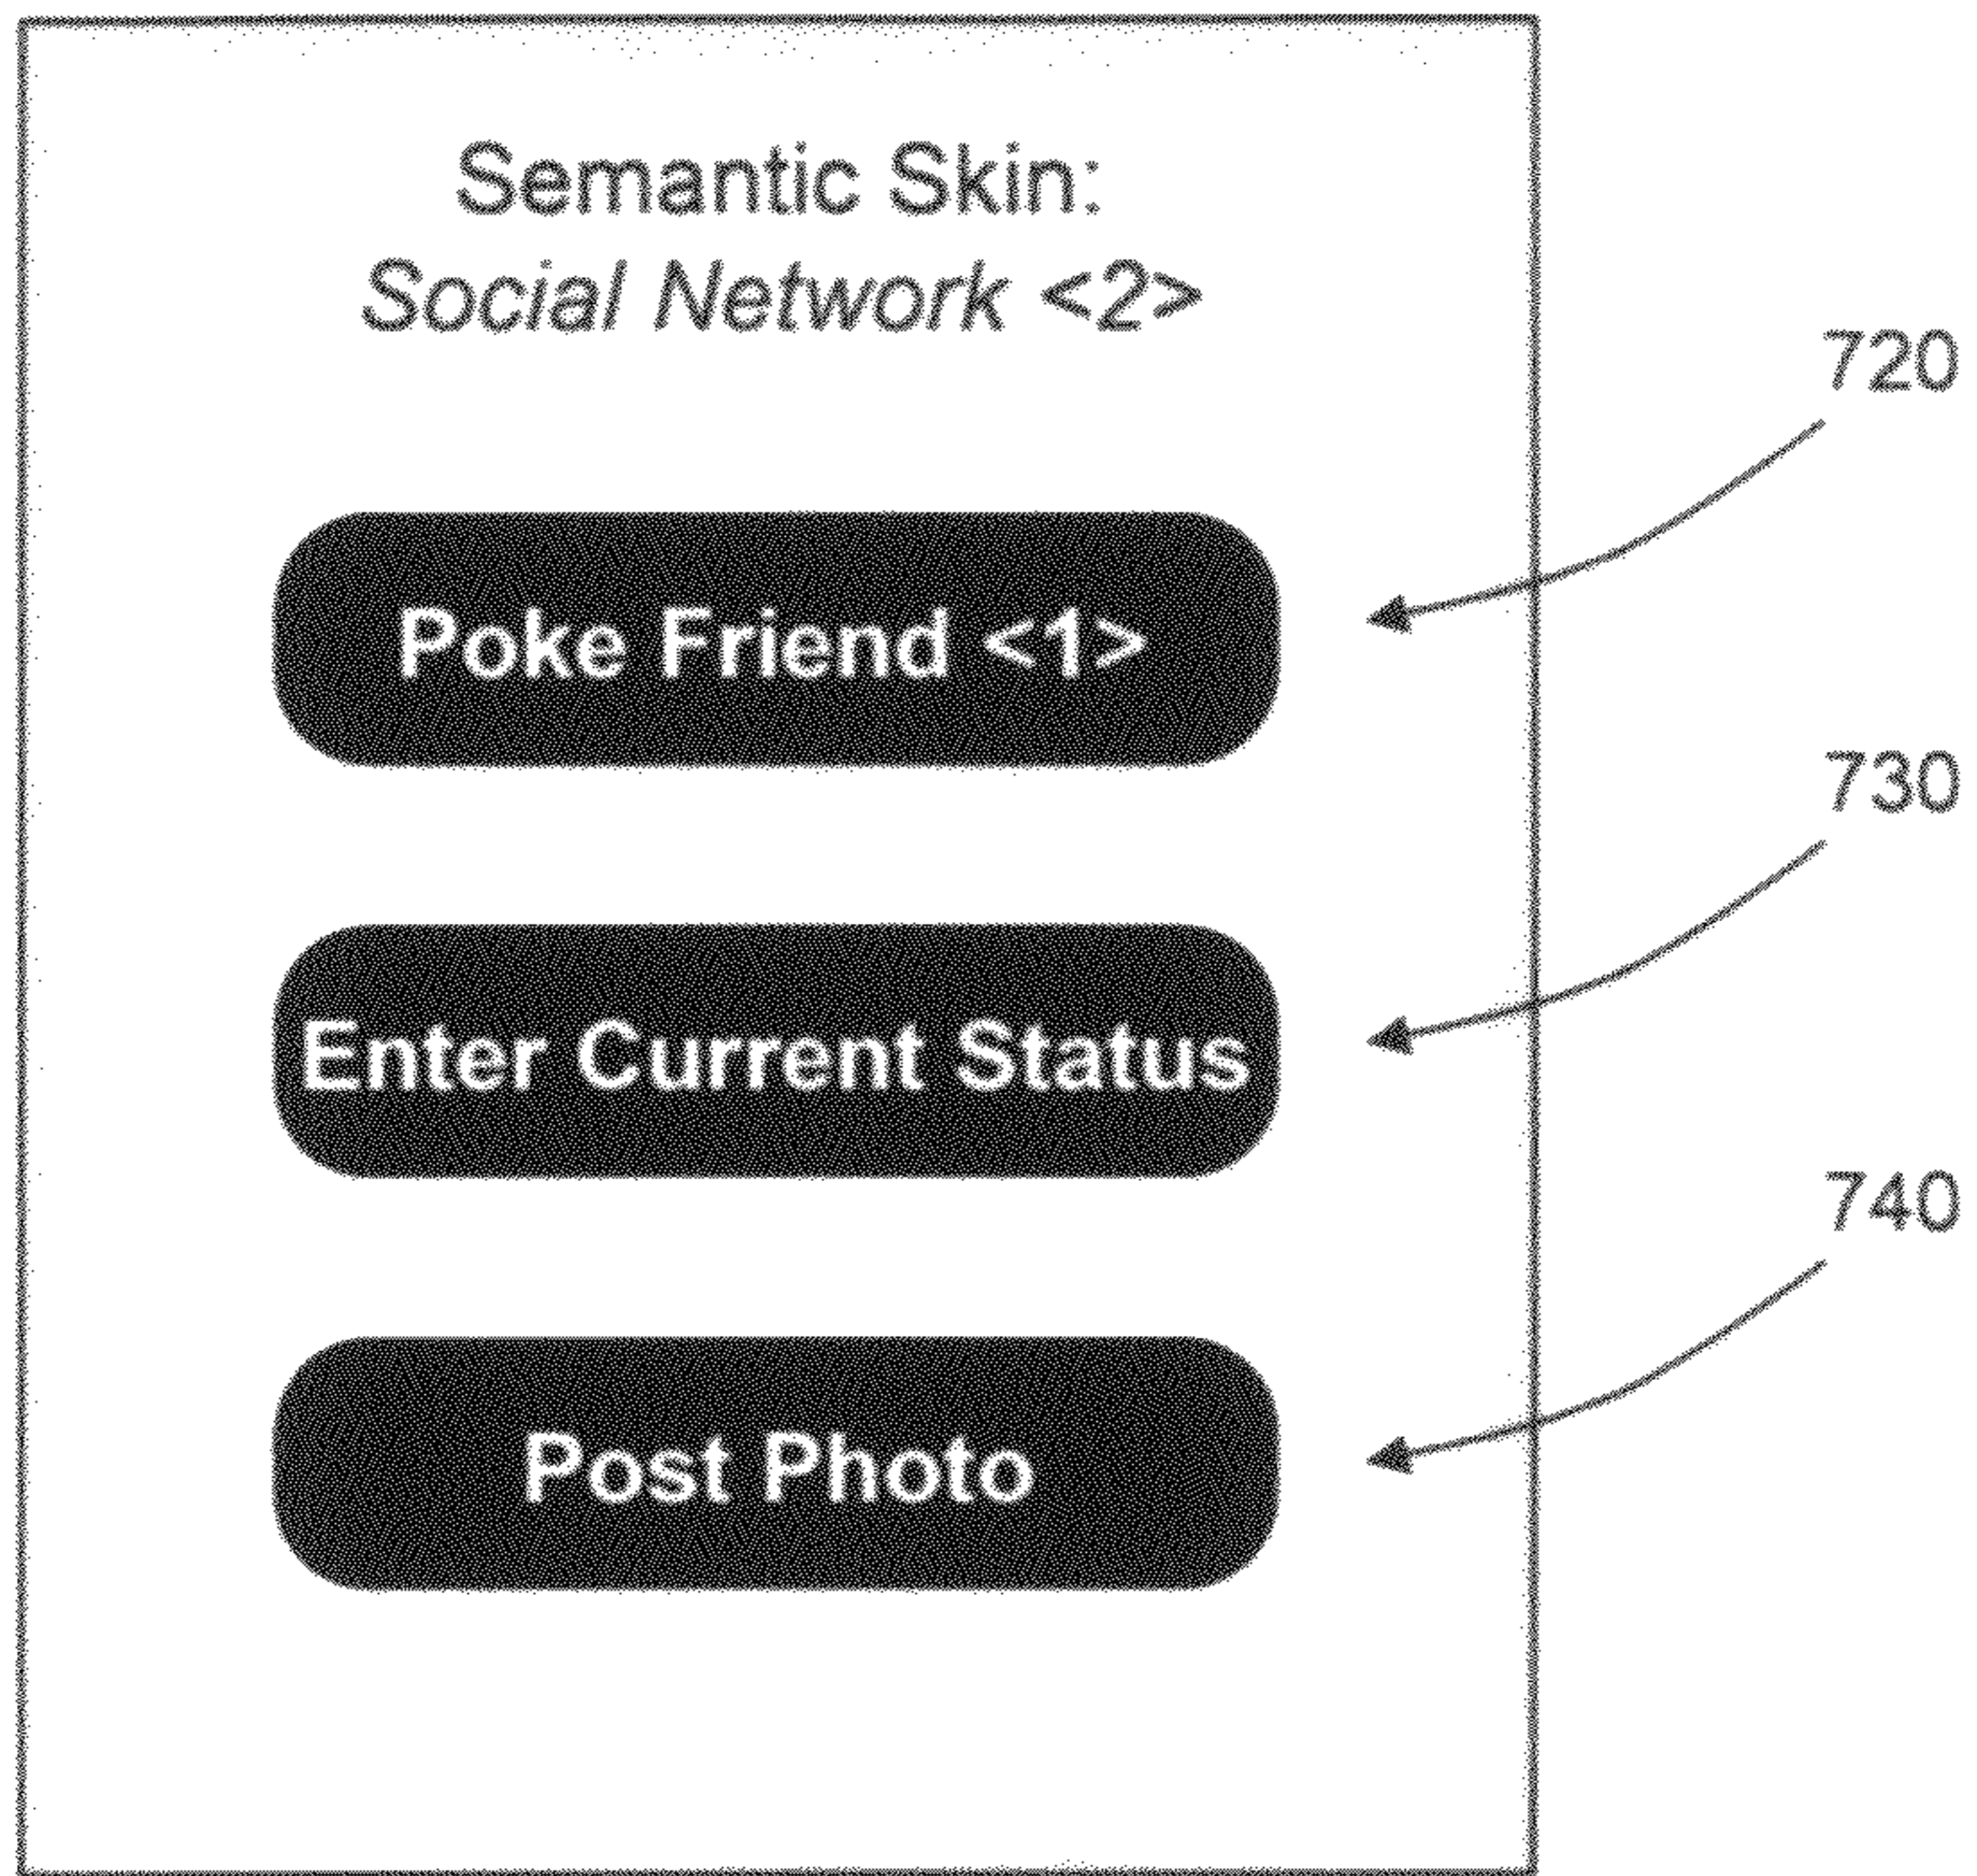 Semantic Skin:
Social Network <2>
720
Poke Friend <1>
730
Enter Current Status
740
Post Photo